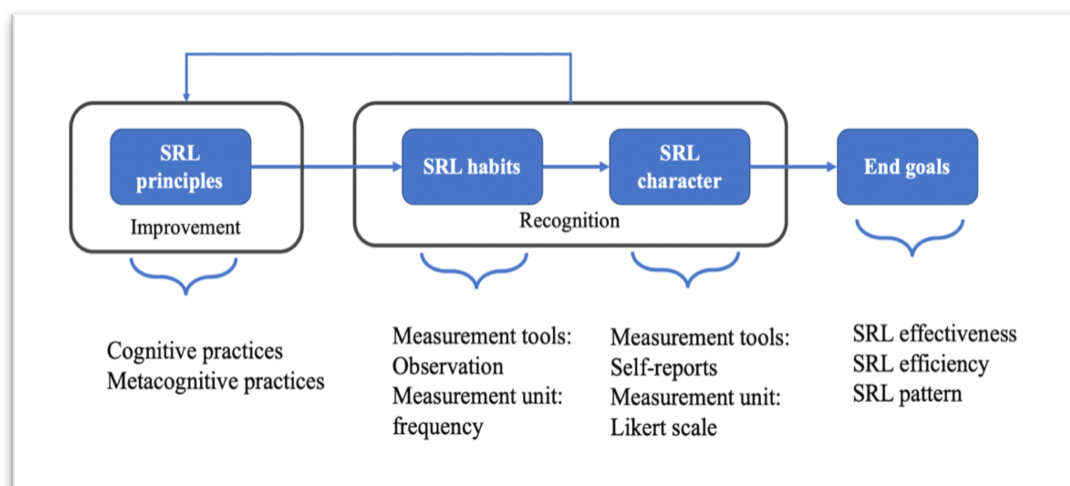 SRL
principles
Improvement
SRL habits
SRL
character
Recognition
End goals
Cognitive practices
Metacognitive practices
Measurement tools:
Observation
Measurement unit:
frequency
Measurement tools:
Self-reports
Measurement unit:
Likert scale
SRL effectiveness
SRL efficiency
SRL pattern